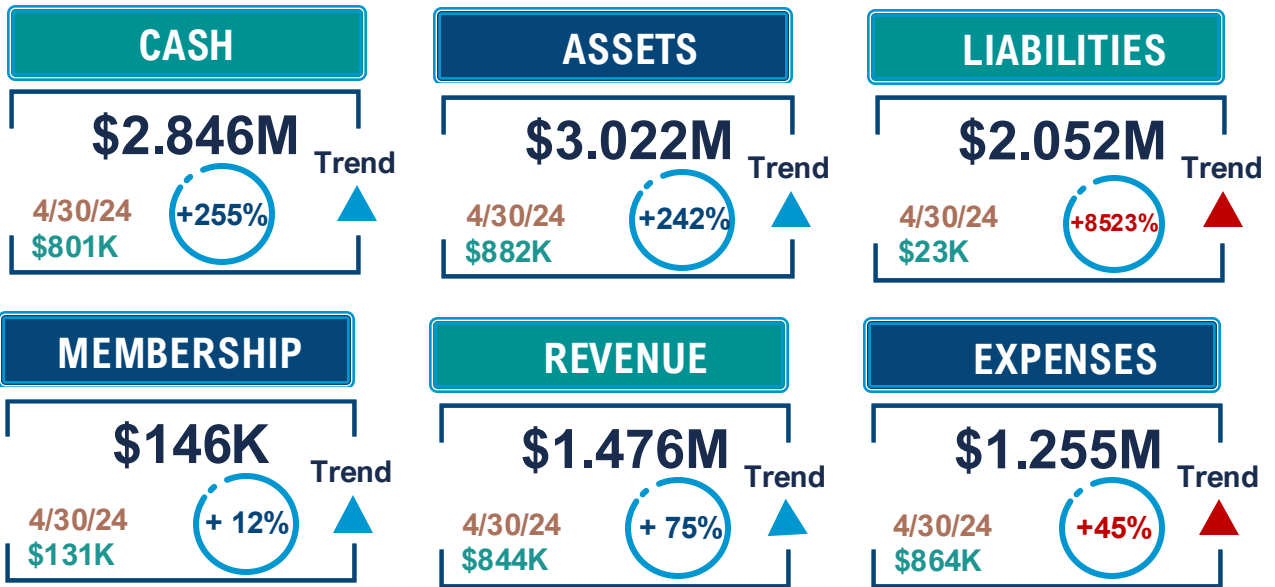 CASH
$2.846M
Trend
4/30/24
+255%
$801K
ASSETS
$3.022M
Trend
4/30/24
+242%
$882K
LIABILITIES
$2.052M
Trend
4/30/24
+8523%
$23K
MEMBERSHIP
$146K
Trend
4/30/24
+ 12%
$131K
REVENUE
$1.476M
Trend
4/30/24
+ 75%
$844K
EXPENSES
$1.255M
Trend
4/30/24
+45%
$864K